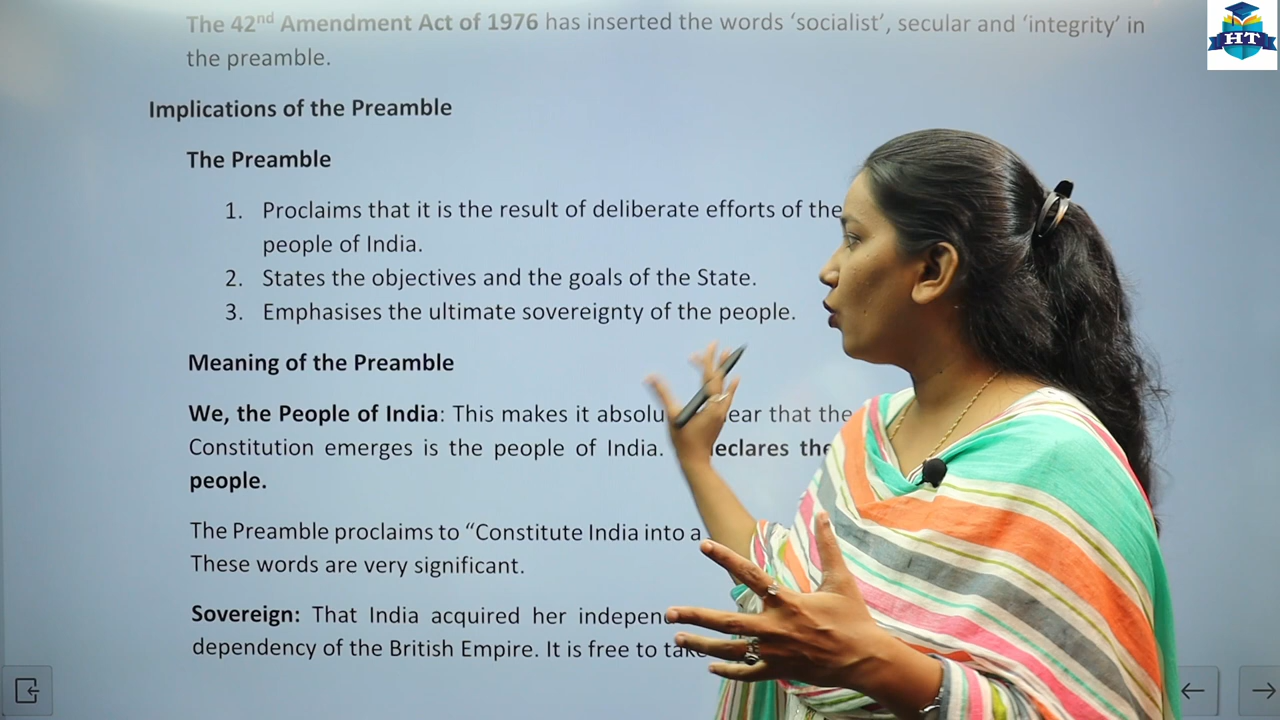 The 42nd Amendment Act of 1976 has inserted the words ‘socialist’, secular and ‘integrity’ in
the preamble.
HT
Implications of the Preamble
The Preamble
1. Proclaims that it is the result of deliberate efforts of the
people of India.
2. States the objectives and the goals of the State.
3. Emphasises the ultimate sovereignty of the people.
Meaning of the Preamble
We, the People of India: This makes it that the
Constitution emerges is the people of India. the
people.
The Preamble proclaims to “Constitute India into a
These words are very significant.
Sovereign: That India acquired her
dependency of the British Empire. It is free to